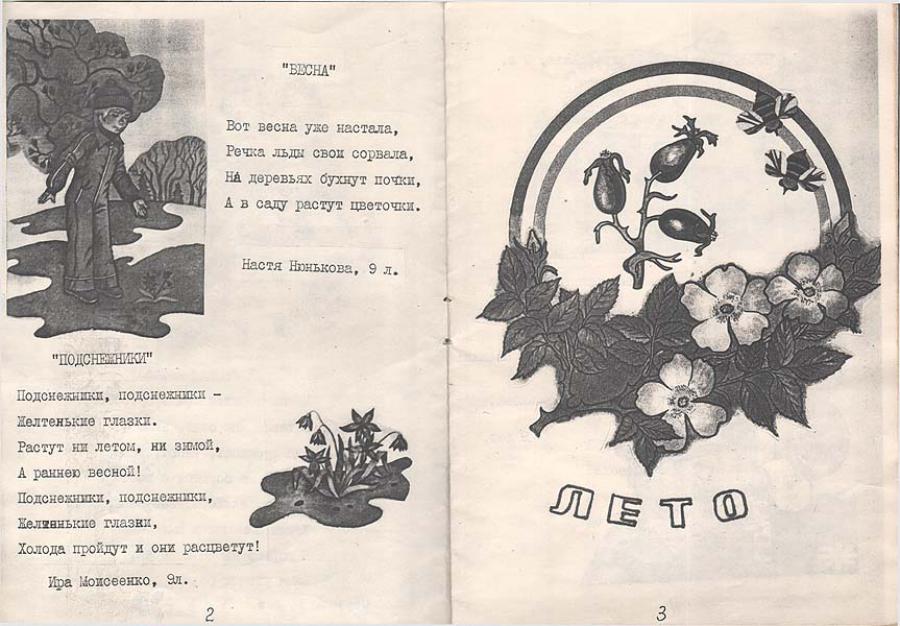 "ВЕСНА"
Вот весна уже настала,
Речка льды свои сорвала,
На деревьях бухнут почки,
А в саду растут цветочки.
Настя Нюнькова, 9 л.
"ПОДСНЕЖНИКИ"
Подснежники, подснежники -
Желтенькие глазки.
Растут ни летом, ни зимой,
А раннею весной!
Подснежники, подснежники,
Желтенькие глазки,
Холода пройдут и они расцветут!
Ира Моисеенко, 9л.
2
ЛЕТО
3